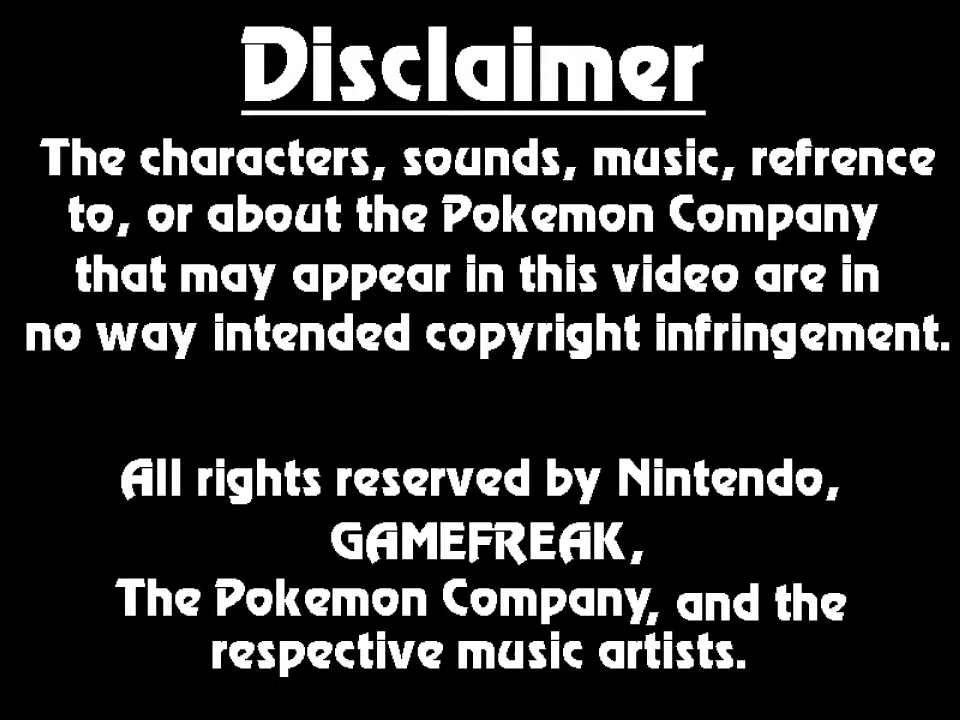 Disclaimer
The characters, sounds, music, refrence
to, or about the Pokemon Company
that may appear in this video are in
no way intended copyright infringement.
All rights reserved by Nintendo,
GAMEFREAK,
The Pokemon Company, and the
respective music artists.